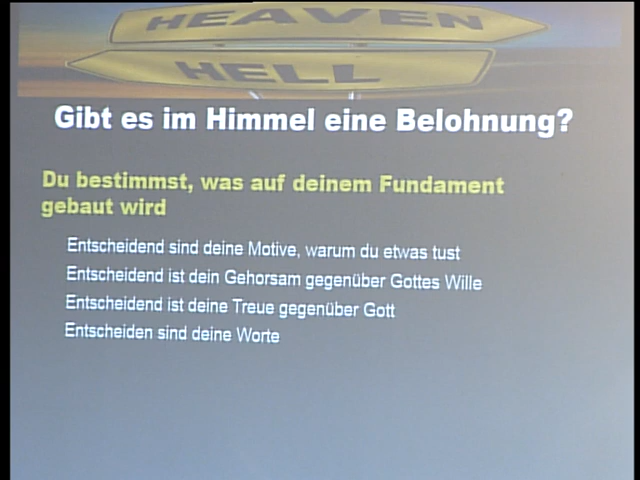 HEAVEN
HELL
Gibt es im Himmel eine Belohnung?
Du bestimmst, was auf deinem Fundament
gebaut wird
Entscheidend sind deine Motive, warum du etwas tust
Entscheidend ist dein Gehorsam gegenüber Gottes Wille
Entscheidend ist deine Treue gegenüber Gott
Entscheiden sind deine Worte